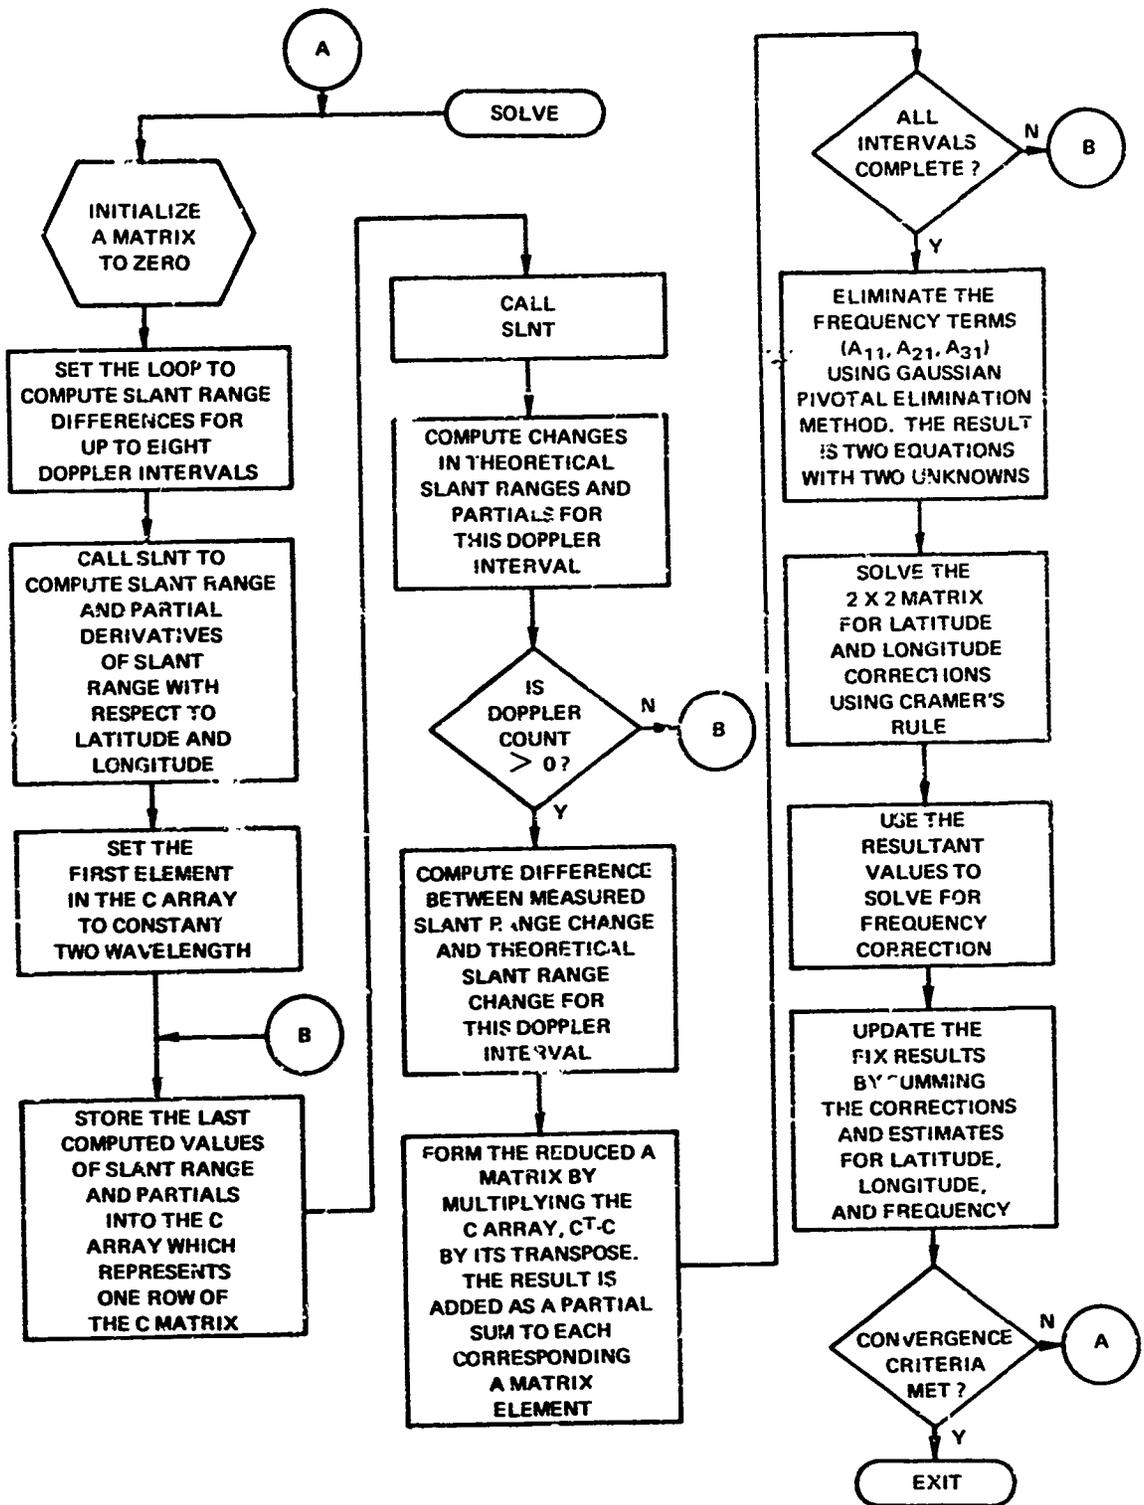 A
SOLVE
INITIALIZE
A MATRIX
TO ZERO
SET THE LOOP TO
COMPUTE SLANT RANGE
DIFFERENCES FOR
UP TO EIGHT
DOPPLER INTERVALS
CALL SLNT TO
COMPUTE SLANT RANGE
AND PARTIAL
DERIVATIVES
OF SLANT
RANGE WITH
RESPECT TO
LATITUDE AND
LONGITUDE
SET THE
FIRST ELEMENT
IN THE C ARRAY
TO CONSTANT
TWO WAVELENGTH
B
STORE THE LAST
COMPUTED VALUES
OF SLANT RANGE
AND PARTIALS
INTO THE C
ARRAY WHICH
REPRESENTS
ONE ROW OF
THE C MATRIX
CALL
SLNT
COMPUTE CHANGES
IN THEORETICAL
SLANT RANGES AND
PARTIALS FOR
THIS DOPPLER
INTERVAL
IS
DOPPLER
COUNT
> 0?
N
B
Y
COMPUTE DIFFERENCE
BETWEEN MEASURED
SLANT RANGE CHANGE
AND THEORETICAL
SLANT RANGE
CHANGE FOR
THIS DOPPLER
INTERVAL
FORM THE REDUCED A
MATRIX BY
MULTIPLYING THE
C ARRAY, Cᵀ·C
BY ITS TRANSPOSE.
THE RESULT IS
ADDED AS A PARTIAL
SUM TO EACH
CORRESPONDING
A MATRIX
ELEMENT
ALL
INTERVALS
COMPLETE ?
N
B
Y
ELIMINATE THE
FREQUENCY TERMS
(A₁₁, A₂₁, A₃₁)
USING GAUSSIAN
PIVOTAL ELIMINATION
METHOD. THE RESULT
IS TWO EQUATIONS
WITH TWO UNKNOWNS
SOLVE THE
2 X 2 MATRIX
FOR LATITUDE
AND LONGITUDE
CORRECTIONS
USING CRAMER'S
RULE
USE THE
RESULTANT
VALUES TO
SOLVE FOR
FREQUENCY
CORRECTION
UPDATE THE
FIX RESULTS
BY SUMMING
THE CORRECTIONS
AND ESTIMATES
FOR LATITUDE,
LONGITUDE,
AND FREQUENCY
CONVERGENCE
CRITERIA
MET ?
N
A
Y
EXIT